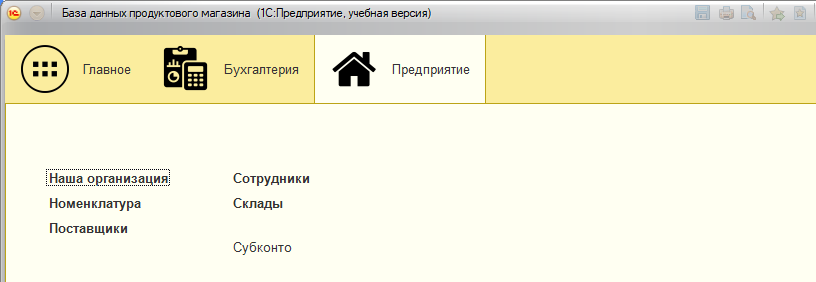 База данных продуктового магазина (1С:Предприятие, учебная версия)
Главное
Бухгалтерия
Предприятие
Наша организация
Номенклатура
Поставщики
Сотрудники
Склады
Субконто